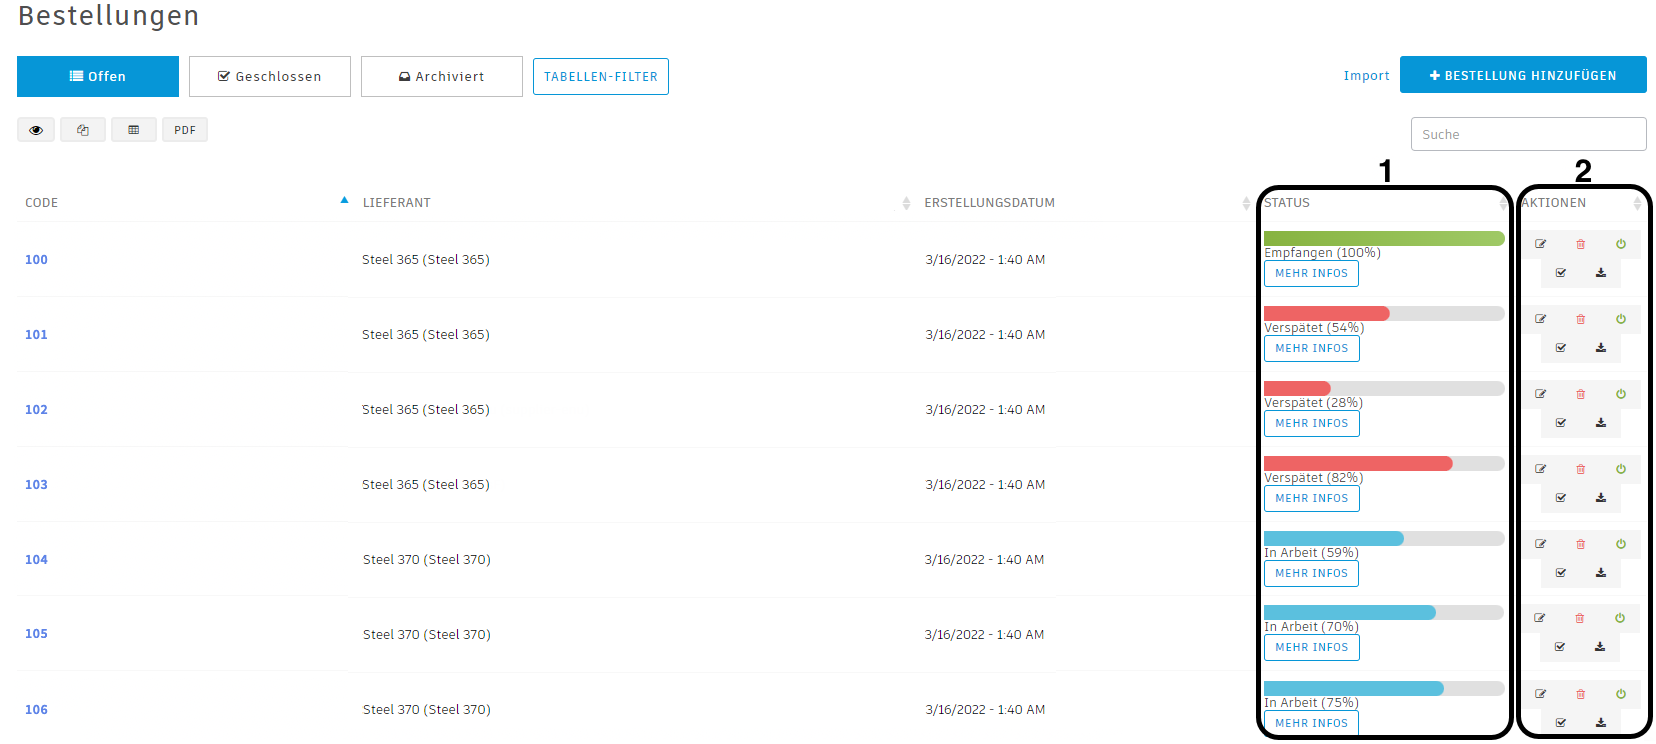 Bestellungen
Offen Geschlossen Archiviert TABELLEN-FILTER Import BESTELLUNG HINZUFÜGEN
PDF Suche
1 2
CODE LIEFERANT ERSTELLUNGSDATUM STATUS AKTIONEN
100 Steel 365 (Steel 365) 3/16/2022 - 1:40 AM Empfangen (100%)
MEHR INFOS
101 Steel 365 (Steel 365) 3/16/2022 - 1:40 AM Verspätet (54%)
MEHR INFOS
102 Steel 365 (Steel 365) 3/16/2022 - 1:40 AM Verspätet (28%)
MEHR INFOS
103 Steel 365 (Steel 365) 3/16/2022 - 1:40 AM Verspätet (82%)
MEHR INFOS
104 Steel 370 (Steel 370) 3/16/2022 - 1:40 AM In Arbeit (59%)
MEHR INFOS
105 Steel 370 (Steel 370) 3/16/2022 - 1:40 AM In Arbeit (70%)
MEHR INFOS
106 Steel 370 (Steel 370) 3/16/2022 - 1:40 AM In Arbeit (75%)
MEHR INFOS